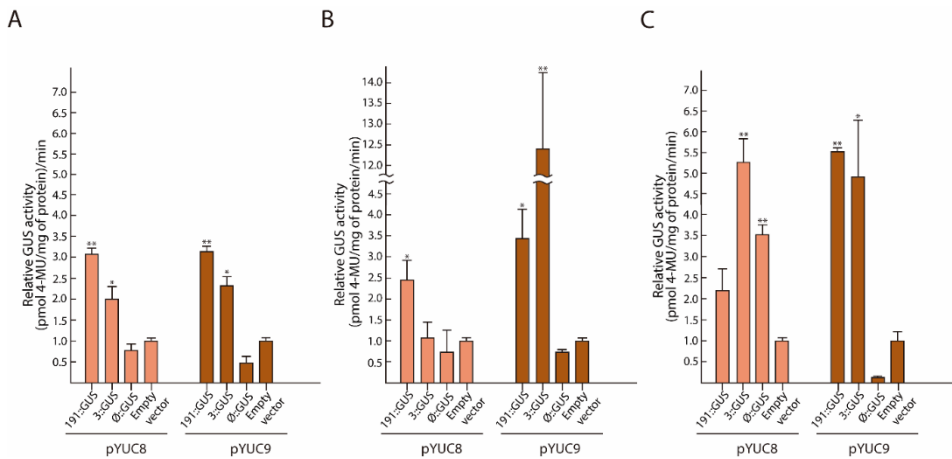 A
Relative GUS activity
(pmol 4-MU/mg of protein)/min)
7.0
6.5
6.0
5.5
5.0
4.5
4.0
3.5
3.0
2.5
2.0
1.5
1.0
0.5
**
*
**
*
191::GUS
3::GUS
Ø::GUS
Empty
vector
191::GUS
3::GUS
Ø::GUS
Empty
vector
pYUC8
pYUC9
B
Relative GUS activity
(pmol 4-MU/mg of protein)/min
14.0
13.5
13.0
12.5
12.0
5.0
4.5
4.0
3.5
3.0
2.5
2.0
1.5
1.0
0.5
*
*
**
191::GUS
3::GUS
Ø::GUS
Empty
vector
191::GUS
3::GUS
Ø::GUS
Empty
vector
pYUC8
pYUC9
C
Relative GUS activity
(pmol 4-MU/mg of protein)/min
7.0
6.5
6.0
5.5
5.0
4.5
4.0
3.5
3.0
2.5
2.0
1.5
1.0
0.5
**
**
**
*
191::GUS
3::GUS
Ø::GUS
Empty
vector
191::GUS
3::GUS
Ø::GUS
Empty
vector
pYUC8
pYUC9